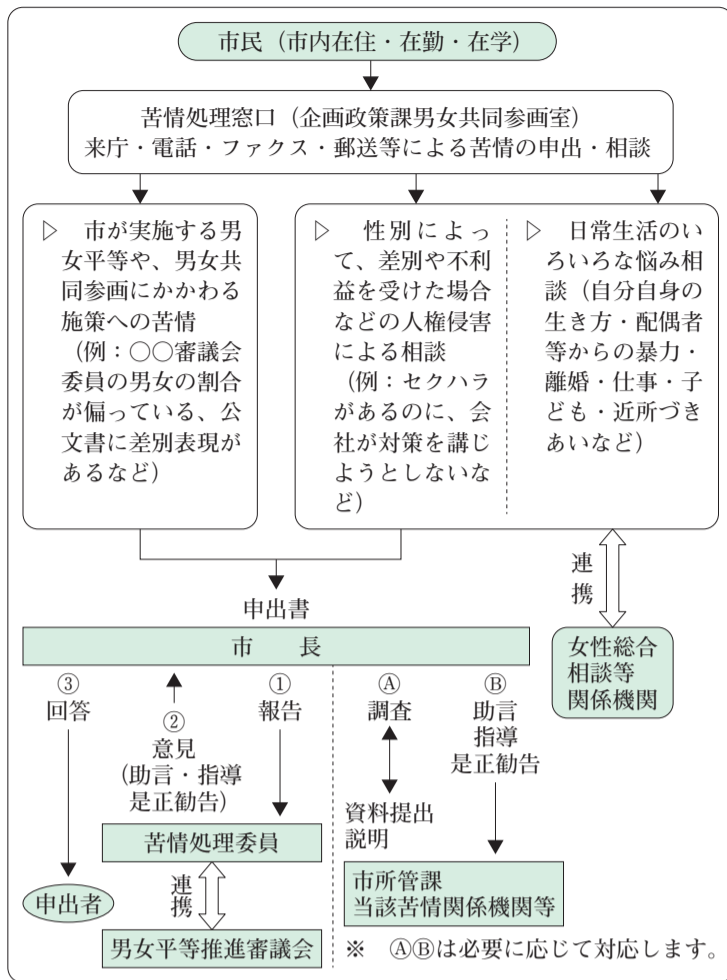 市民（市内在住・在勤・在学）
苦情処理窓口（企画政策課男女共同参画室）
来庁・電話・ファクス・郵送等による苦情の申出・相談
▷　市が実施する男
女平等や、男女共
同参画にかかわる
施策への苦情
（例：○○審議会
委員の男女の割合
が偏っている、公
文書に差別表現が
あるなど）
▷　性別によっ
て、差別や不利
益を受けた場合
などの人権侵害
による相談
（例：セクハラ
があるのに、会
社が対策を講じ
ようとしないな
ど）
▷　日常生活のい
ろいろな悩み相
談（自分自身の
生き方・配偶者
等からの暴力・
離婚・仕事・子
ども・近所づき
あいなど）
連携
女性総合
相談等
関係機関
申出書
市　　長
③
回答
②
意見
（助言・指導
是正勧告）
①
報告
Ⓐ
調査
Ⓑ
助言
指導
是正勧告
資料提出
説明
苦情処理委員
連携
申出者
男女平等推進審議会
市所管課
当該苦情関係機関等
※　ⒶⒷは必要に応じて対応します。